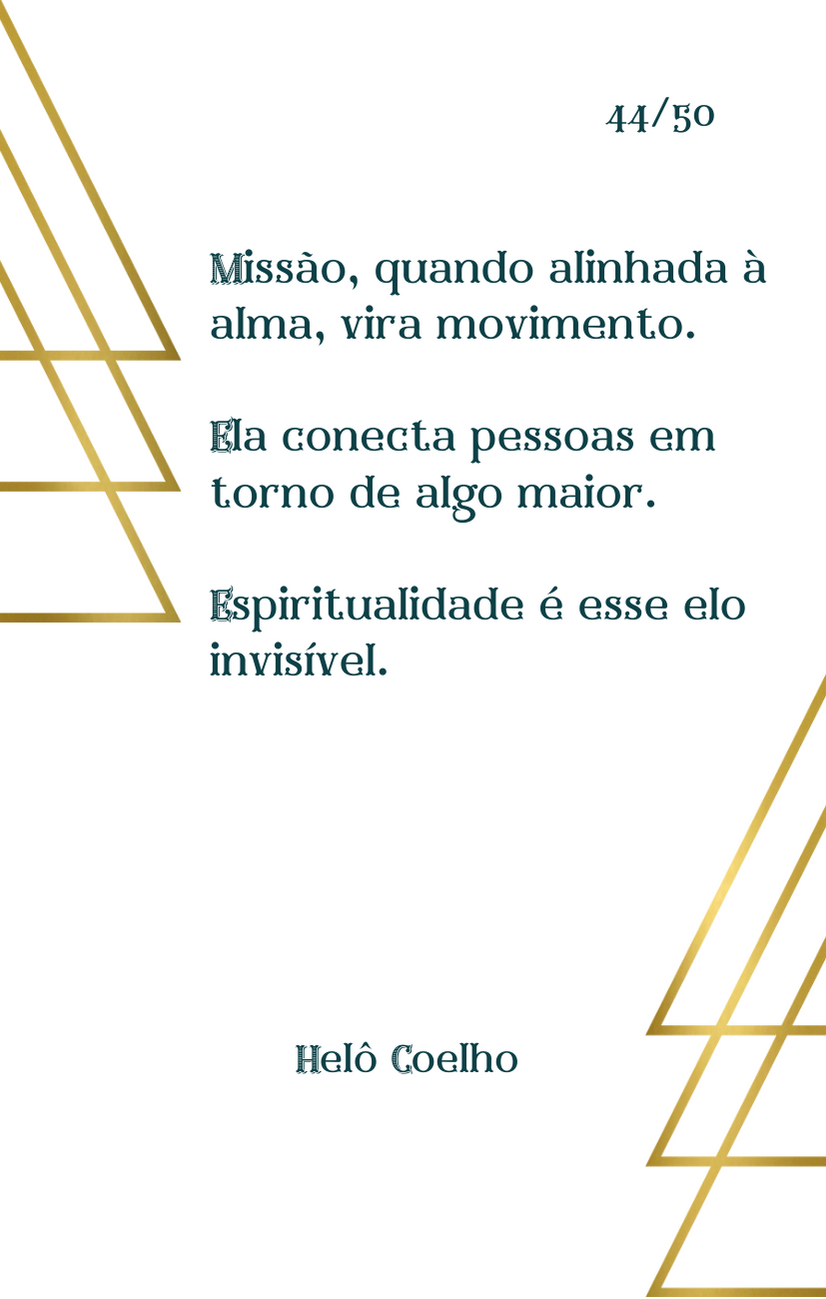 44/50
Missão, quando alinhada à
alma, vira movimento.
Ela conecta pessoas em
torno de algo maior.
Espiritualidade é esse elo
invisível.
Helô Coelho